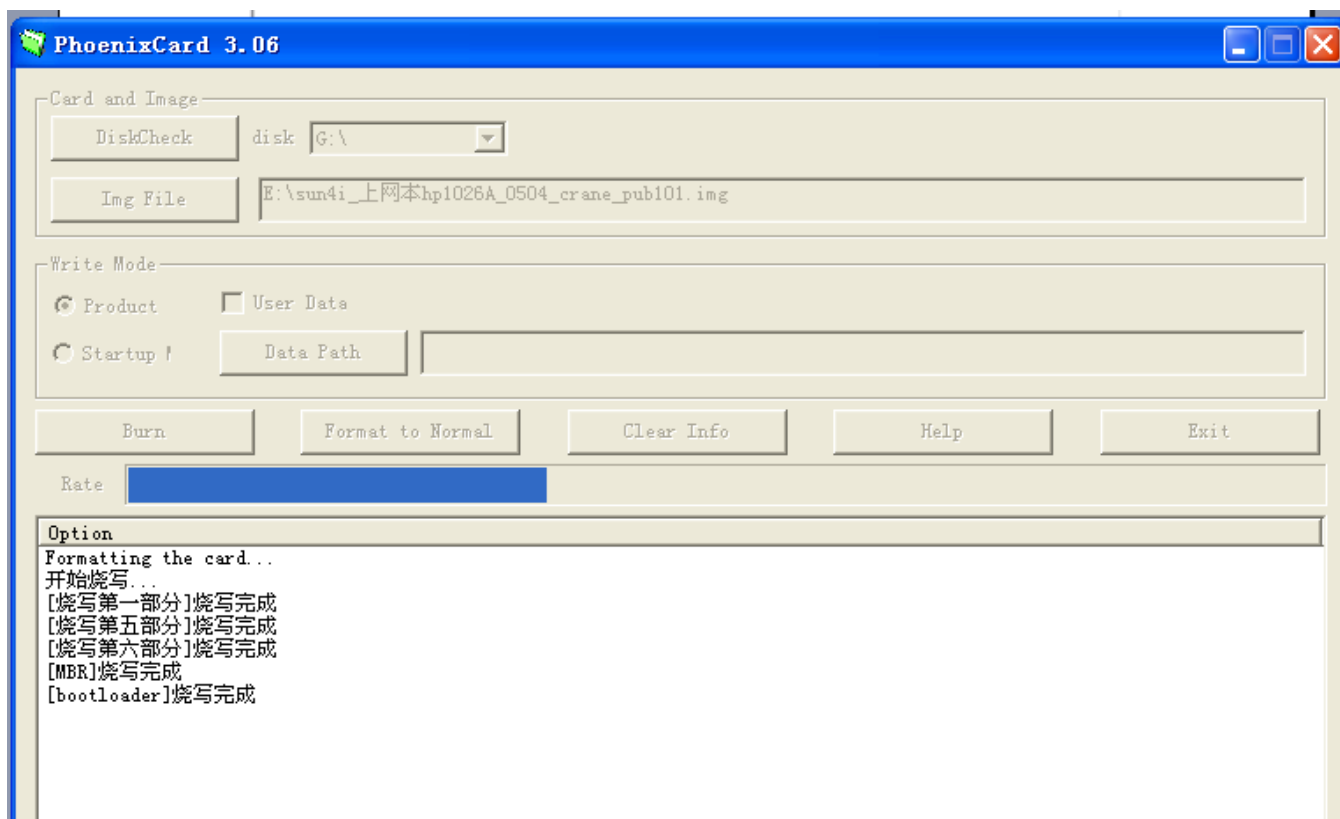 PhoenixCard 3.06
Card and Image
DiskCheck disk G:\
Img File E:\sun4i_上网本hp1026A_0504_crane_pub101.img
Write Mode
Product User Data
Startup Data Path
Burn Format to Normal Clear Info Help Exit
Rate
Option
Formatting the card...
开始烧写...
[烧写第一部分]烧写完成
[烧写第五部分]烧写完成
[烧写第六部分]烧写完成
[MBR]烧写完成
[bootloader]烧写完成